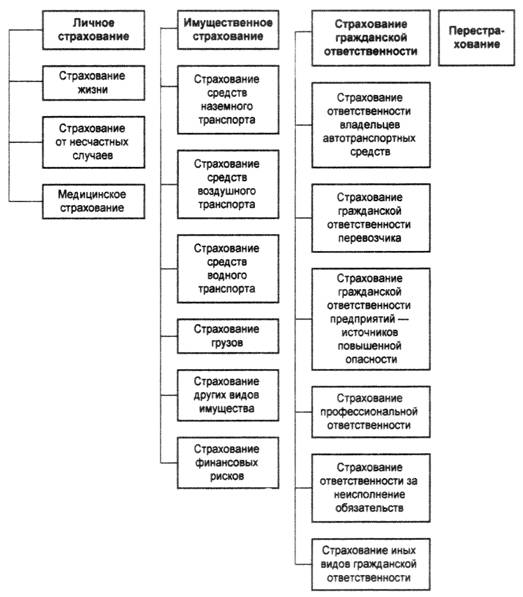 Личное
страхование
Страхование
жизни
Страхование
от несчастных
случаев
Медицинское
страхование
Имущественное
страхование
Страхование
средств
наземного
транспорта
Страхование
средств
воздушного
транспорта
Страхование
средств
водного
транспорта
Страхование
грузов
Страхование
других видов
имущества
Страхование
финансовых
рисков
Страхование
гражданской
ответственности
Страхование
ответственности
владельцев
автотранспортных
средств
Страхование
гражданской
ответственности
перевозчика
Страхование
гражданской
ответственности
предприятий —
источников
повышенной
опасности
Страхование
профессиональной
ответственности
Страхование
ответственности за
неисполнение
обязательств
Страхование иных
видов гражданской
ответственности
Перестра-
хование